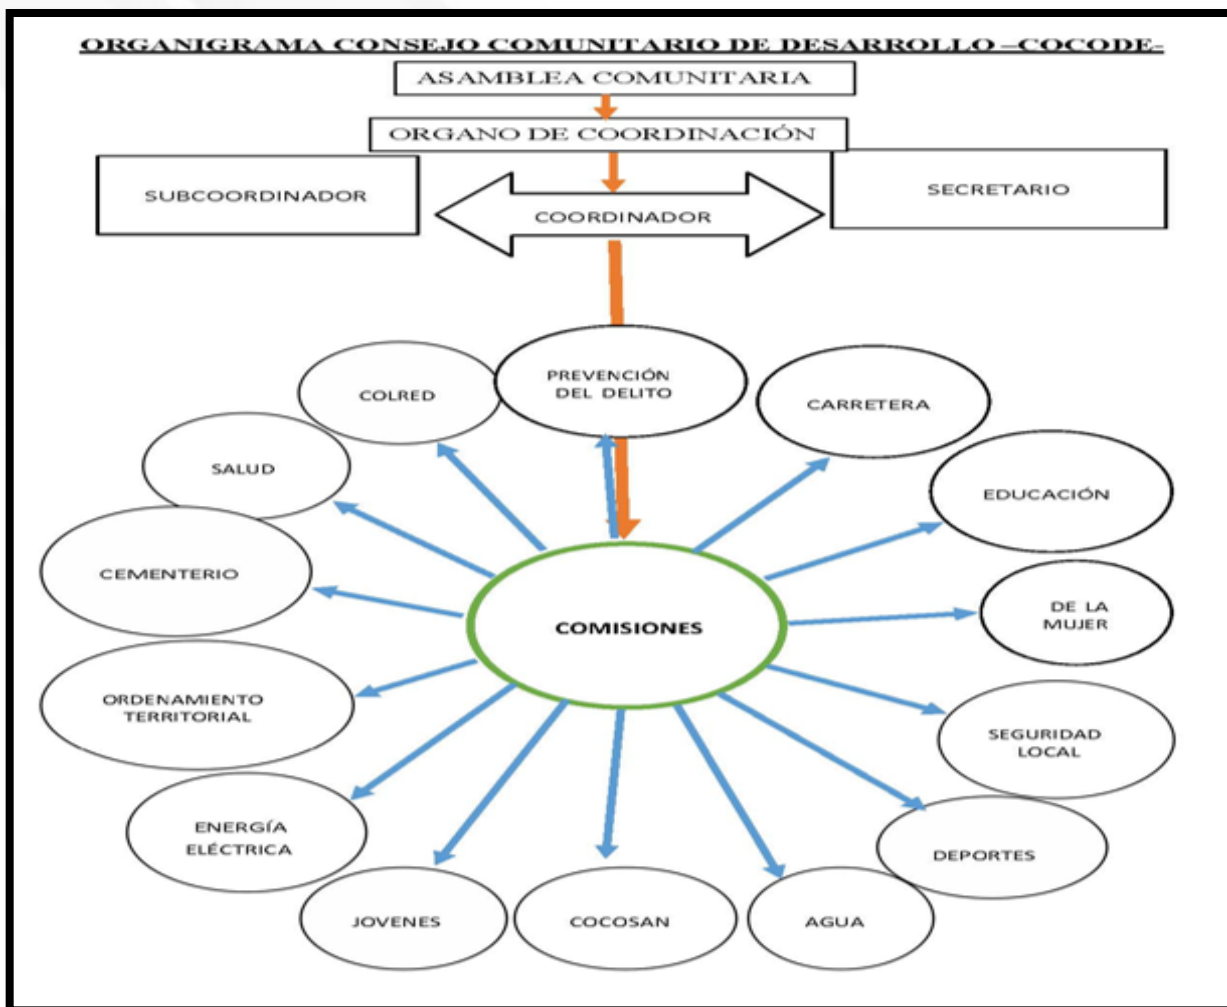 ORGANIGRAMA CONSEJO COMUNITARIO DE DESARROLLO –COCODE-
ASAMBLEA COMUNITARIA
ORGANO DE COORDINACIÓN
SUBCOORDINADOR
COORDINADOR
SECRETARIO
PREVENCIÓN
DEL DELITO
COLRED
CARRETERA
SALUD
EDUCACIÓN
CEMENTERIO
DE LA
MUJER
COMISIONES
ORDENAMIENTO
TERRITORIAL
SEGURIDAD
LOCAL
ENERGÍA
ELÉCTRICA
DEPORTES
JOVENES
COCOSAN
AGUA